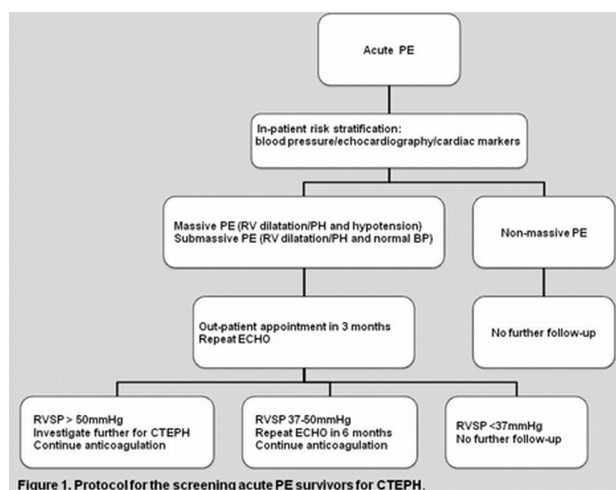 Acute PE
In-patient risk stratification:
blood pressure/echocardiography/cardiac markers
Massive PE (RV dilatation/PH and hypotension)
Submassive PE (RV dilatation/PH and normal BP)
Non-massive PE
Out-patient appointment in 3 months
Repeat ECHO
No further follow-up
RVSP > 50mmHg
Investigate further for CTEPH
Continue anticoagulation
RVSP 37-50mmHg
Repeat ECHO in 6 months
Continue anticoagulation
RVSP <37mmHg
No further follow-up
Figure 1. Protocol for the screening acute PE survivors for CTEPH.